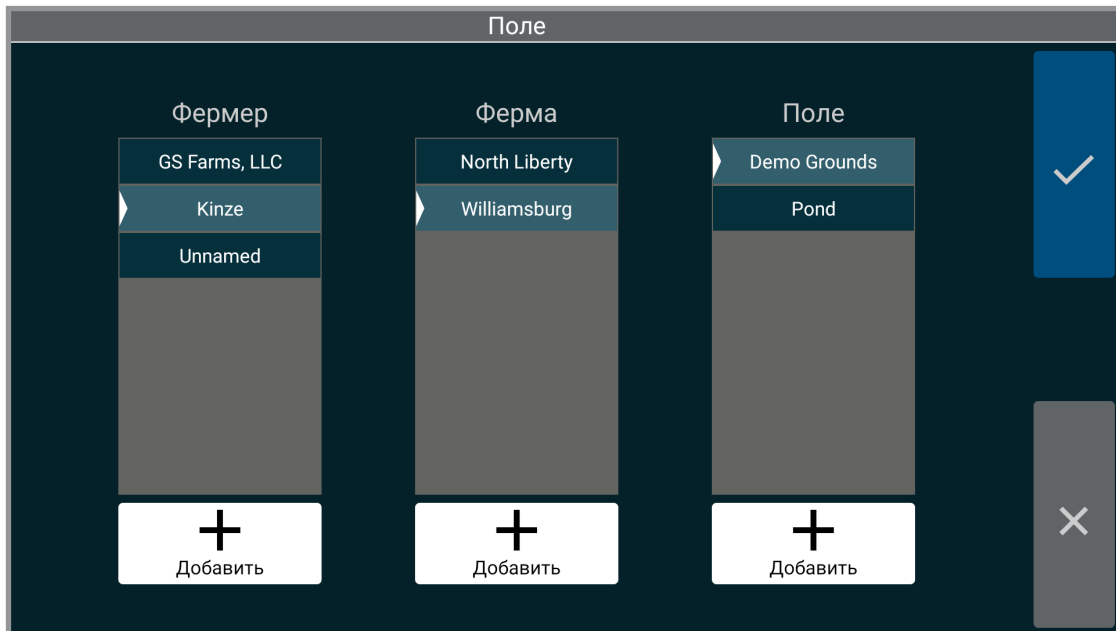 Поле
Фермер
GS Farms, LLC
Kinze
Unnamed
Добавить
Ферма
North Liberty
Williamsburg
Добавить
Поле
Demo Grounds
Pond
Добавить